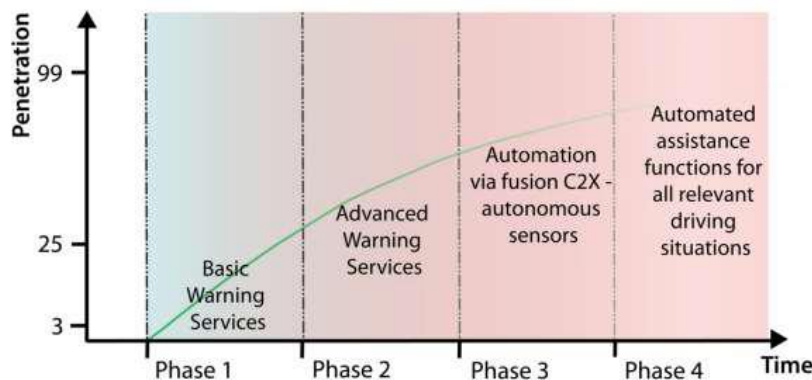 Penetration
99
25
3
Basic
Warning
Services
Advanced
Warning
Services
Automation
via fusion C2X -
autonomous
sensors
Automated
assistance
functions for
all relevant
driving
situations
Phase 1
Phase 2
Phase 3
Phase 4
Time